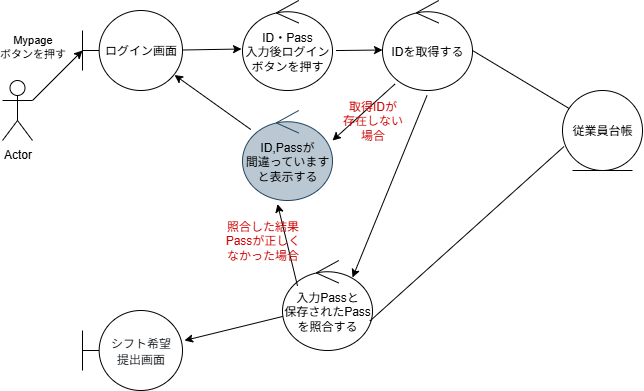 Mypage
ボタンを押す
Actor
ログイン画面
ID・Pass
入力後ログイン
ボタンを押す
IDを取得する
取得IDが
存在しない
場合
従業員台帳
ID,Passが
間違っています
と表示する
照合した結果
Passが正しく
なかった場合
入力Passと
保存されたPass
を照合する
シフト希望
提出画面